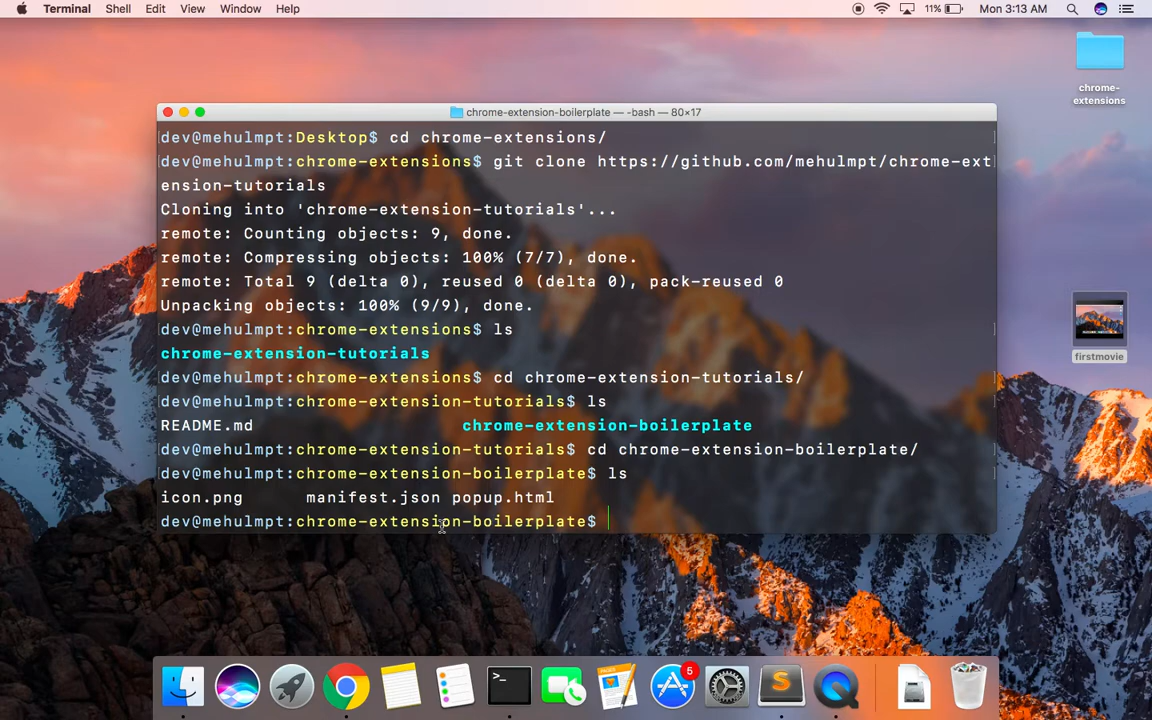 Terminal Shell Edit View Window Help 11% Mon 3:13 AM
chrome-extension-boilerplate — -bash — 80×17
dev@mehulmpt:Desktop$ cd chrome-extensions/
dev@mehulmpt:chrome-extensions$ git clone https://github.com/mehulmpt/chrome-ext
ension-tutorials
Cloning into 'chrome-extension-tutorials'...
remote: Counting objects: 9, done.
remote: Compressing objects: 100% (7/7), done.
remote: Total 9 (delta 0), reused 0 (delta 0), pack-reused 0
Unpacking objects: 100% (9/9), done.
dev@mehulmpt:chrome-extensions$ ls
chrome-extension-tutorials
dev@mehulmpt:chrome-extensions$ cd chrome-extension-tutorials/
dev@mehulmpt:chrome-extension-tutorials$ ls
README.md chrome-extension-boilerplate
dev@mehulmpt:chrome-extension-tutorials$ cd chrome-extension-boilerplate/
dev@mehulmpt:chrome-extension-boilerplate$ ls
icon.png manifest.json popup.html
dev@mehulmpt:chrome-extension-boilerplate$
chrome-
extensions
firstmovie
>_
PAGES
5
S